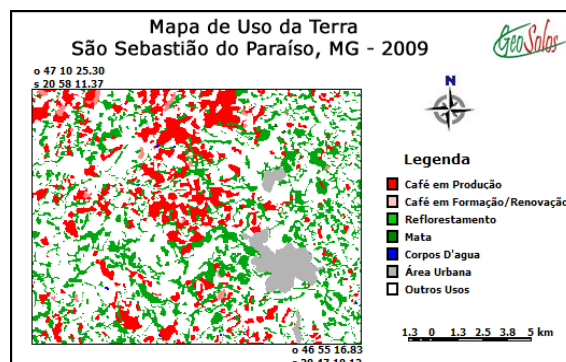 Mapa de Uso da Terra
São Sebastião do Paraíso, MG - 2009
GeoSolos
o 47 10 25.30
s 20 58 11.37
N
Legenda
Café em Produção
Café em Formação/Renovação
Reflorestamento
Mata
Corpos D'agua
Área Urbana
Outros Usos
1.3 0 1.3 2.5 3.8 5 km
o 46 55 16.83